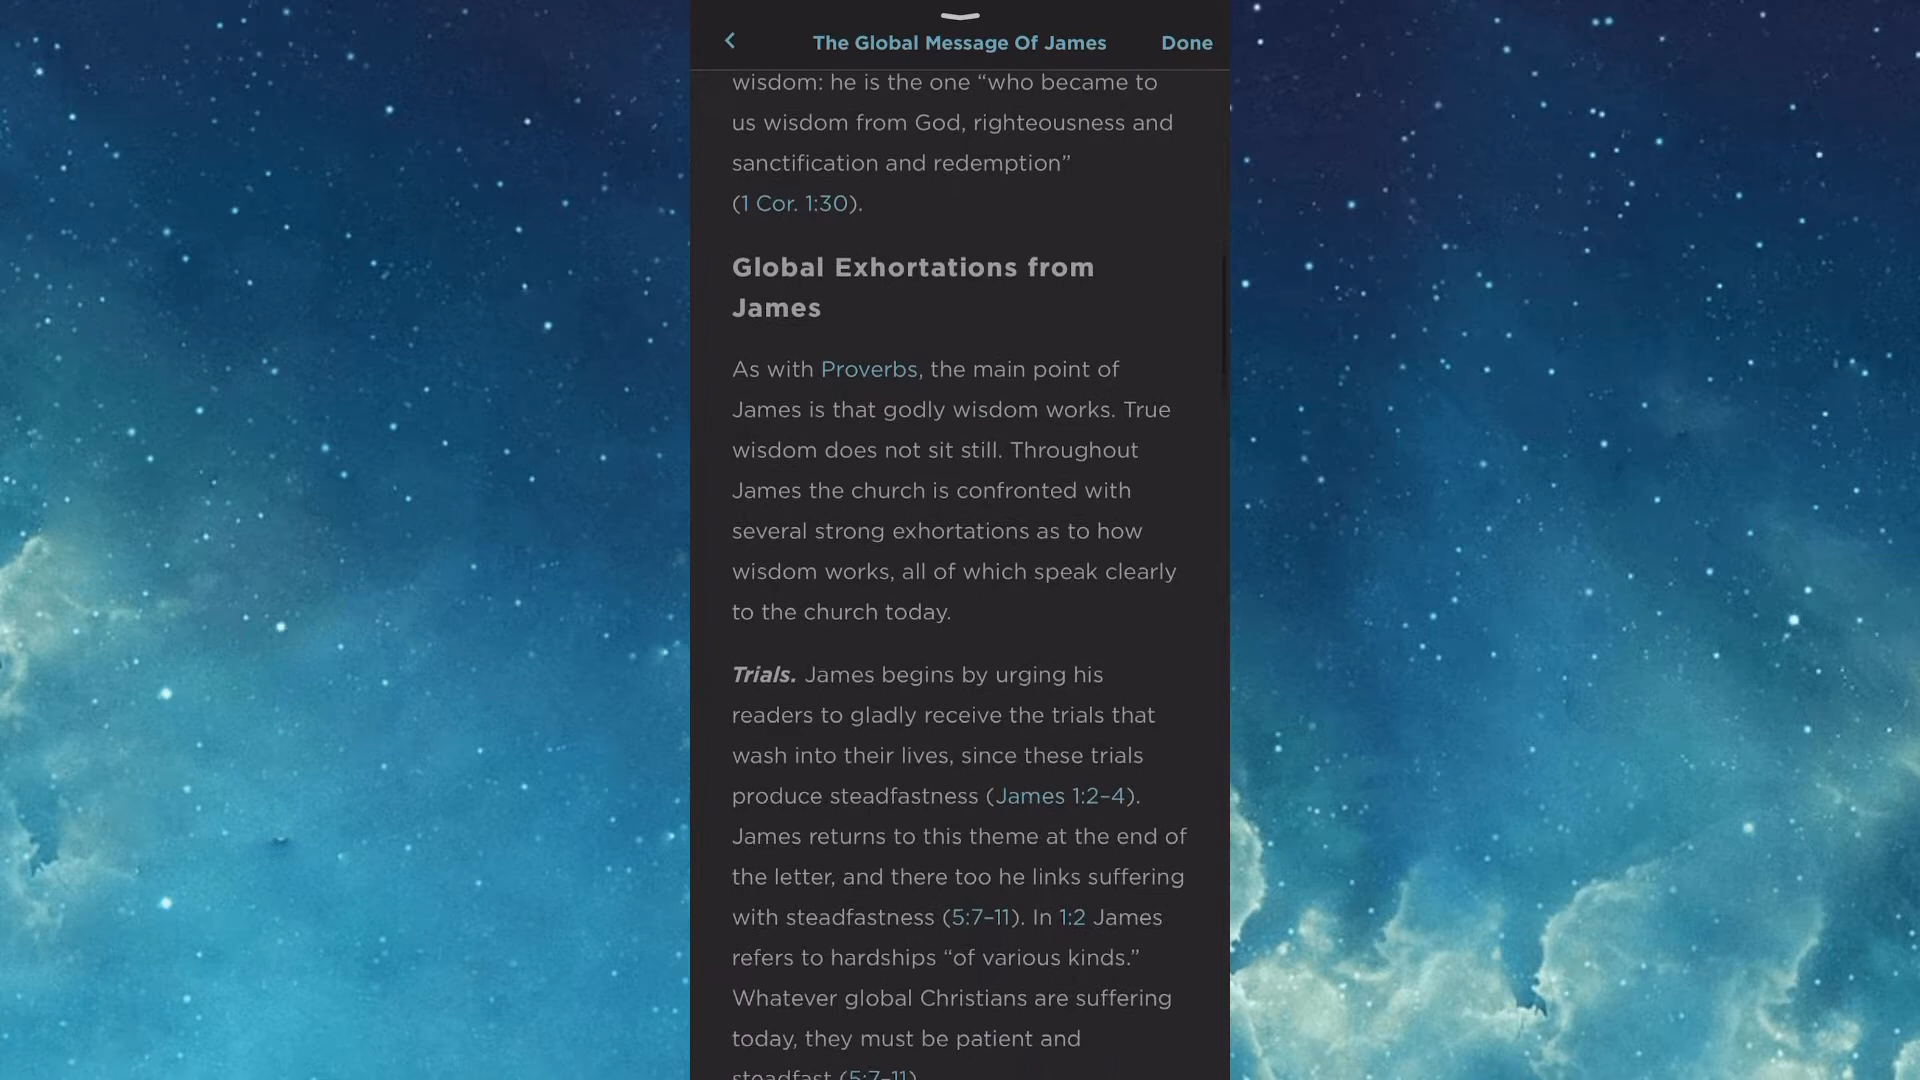 The Global Message Of James
Done
wisdom: he is the one “who became to
us wisdom from God, righteousness and
sanctification and redemption”
(1 Cor. 1:30).
Global Exhortations from
James
As with Proverbs, the main point of
James is that godly wisdom works. True
wisdom does not sit still. Throughout
James the church is confronted with
several strong exhortations as to how
wisdom works, all of which speak clearly
to the church today.
Trials. James begins by urging his
readers to gladly receive the trials that
wash into their lives, since these trials
produce steadfastness (James 1:2–4).
James returns to this theme at the end of
the letter, and there too he links suffering
with steadfastness (5:7–11). In 1:2 James
refers to hardships “of various kinds.”
Whatever global Christians are suffering
today, they must be patient and
steadfast (5:7–11)